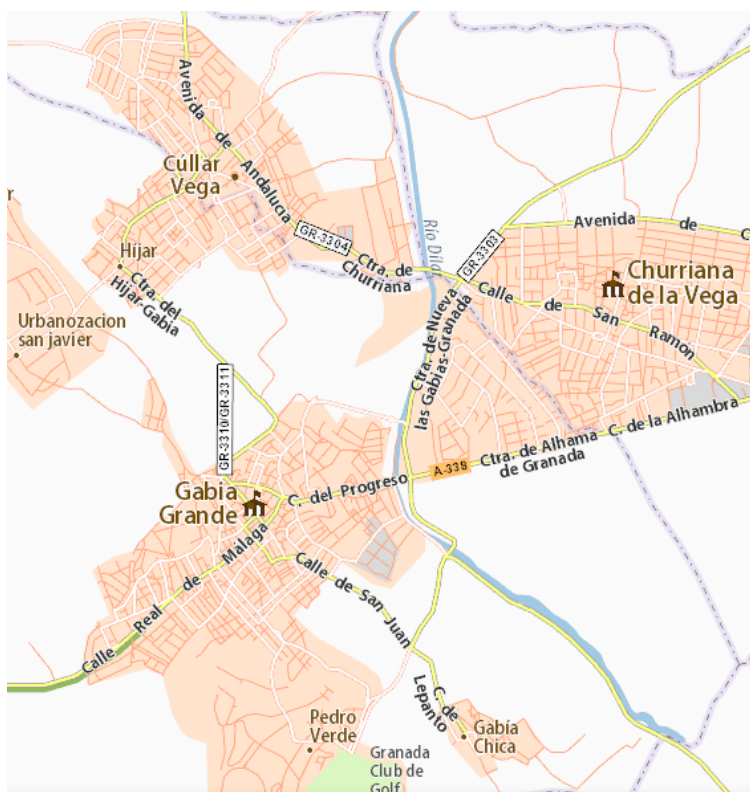 Avenida de Andalucía
Cúllar
Vega
GR-3304
Ctra. de
Churriana
Río Díla
GR-3303
Avenida de C
Churriana
de la Vega
Calle de San Ramón
r
Híjar
Ctra. del
Híjar-Gabia
Urbanozacion
san javier
Ctra. de Nueva
las Gabias-Granada
GR-3310/GR-3311
Ctra. de Alhama C. de la Alhambra
de Granada
A-338
C. del Progreso
Gabia
Grande
Calle Real de Málaga
Calle de San Juan
C. de
Lepanto
Gabía
Chica
Pedro
Verde
Granada
Club de
Golf